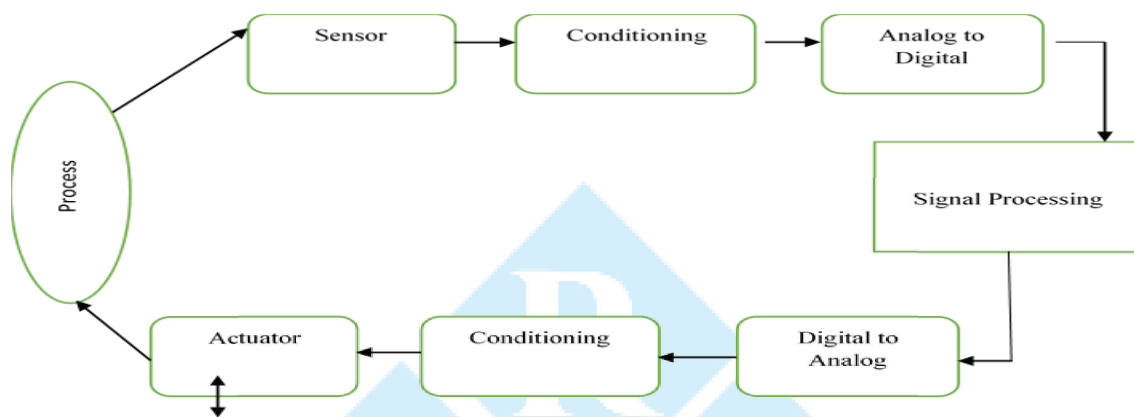 Sensor
Conditioning
Analog to
Digital
Process
Signal Processing
Actuator
Conditioning
Digital to
Analog
R